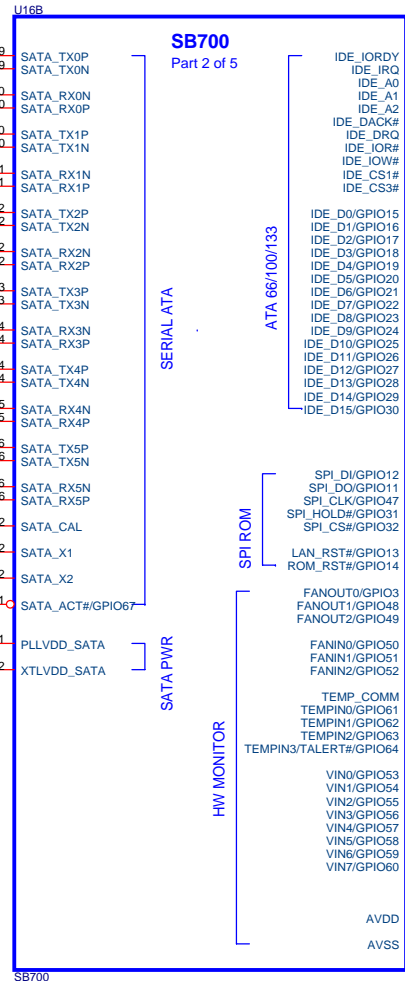 U16B
SB700
Part 2 of 5
SATA_TX0P
SATA_TX0N
SATA_RX0N
SATA_RX0P
SATA_TX1P
SATA_TX1N
SATA_RX1N
SATA_RX1P
SATA_TX2P
SATA_TX2N
SATA_RX2N
SATA_RX2P
SATA_TX3P
SATA_TX3N
SATA_RX3N
SATA_RX3P
SATA_TX4P
SATA_TX4N
SATA_RX4N
SATA_RX4P
SATA_TX5P
SATA_TX5N
SATA_RX5N
SATA_RX5P
SATA_CAL
SATA_X1
SATA_X2
SATA_ACT#/GPIO67
PLLVDD_SATA
XTLVDD_SATA
SERIAL ATA
SATA PWR
ATA 66/100/133
SPI ROM
HW MONITOR
IDE_IORDY
IDE_IRQ
IDE_A0
IDE_A1
IDE_A2
IDE_DACK#
IDE_DRQ
IDE_IOR#
IDE_IOW#
IDE_CS1#
IDE_CS3#
IDE_D0/GPIO15
IDE_D1/GPIO16
IDE_D2/GPIO17
IDE_D3/GPIO18
IDE_D4/GPIO19
IDE_D5/GPIO20
IDE_D6/GPIO21
IDE_D7/GPIO22
IDE_D8/GPIO23
IDE_D9/GPIO24
IDE_D10/GPIO25
IDE_D11/GPIO26
IDE_D12/GPIO27
IDE_D13/GPIO28
IDE_D14/GPIO29
IDE_D15/GPIO30
SPI_DI/GPIO12
SPI_DO/GPIO11
SPI_CLK/GPIO47
SPI_HOLD#/GPIO31
SPI_CS#/GPIO32
LAN_RST#/GPIO13
ROM_RST#/GPIO14
FANOUT0/GPIO3
FANOUT1/GPIO48
FANOUT2/GPIO49
FANIN0/GPIO50
FANIN1/GPIO51
FANIN2/GPIO52
TEMP_COMM
TEMPIN0/GPIO61
TEMPIN1/GPIO62
TEMPIN2/GPIO63
TEMPIN3/TALERT#/GPIO64
VIN0/GPIO53
VIN1/GPIO54
VIN2/GPIO55
VIN3/GPIO56
VIN4/GPIO57
VIN5/GPIO58
VIN6/GPIO59
VIN7/GPIO60
AVDD
AVSS
SB700